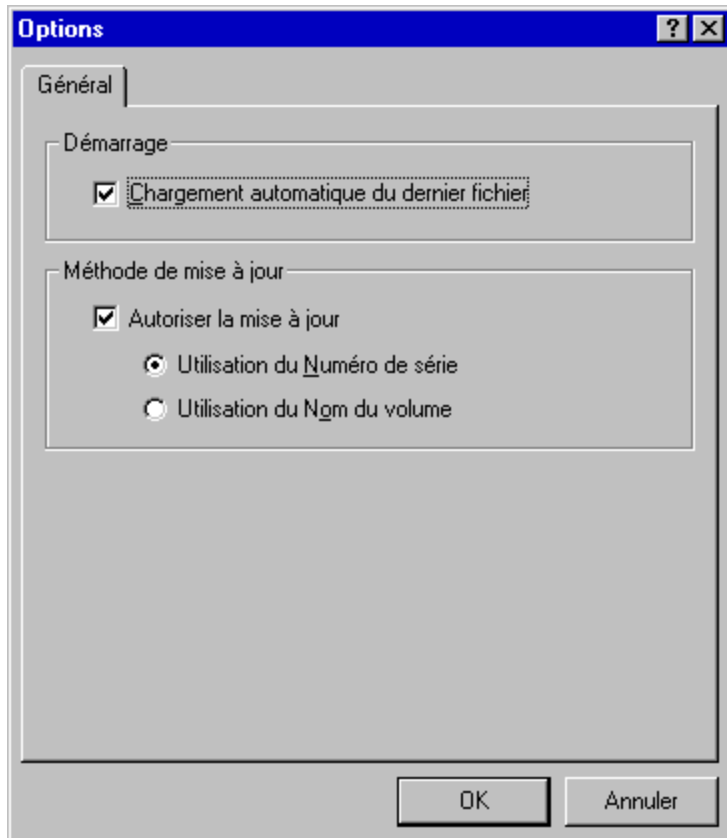 Options
Général
Démarrage
Chargement automatique du dernier fichier
Méthode de mise à jour
Autoriser la mise à jour
Utilisation du Numéro de série
Utilisation du Nom du volume
OK Annuler